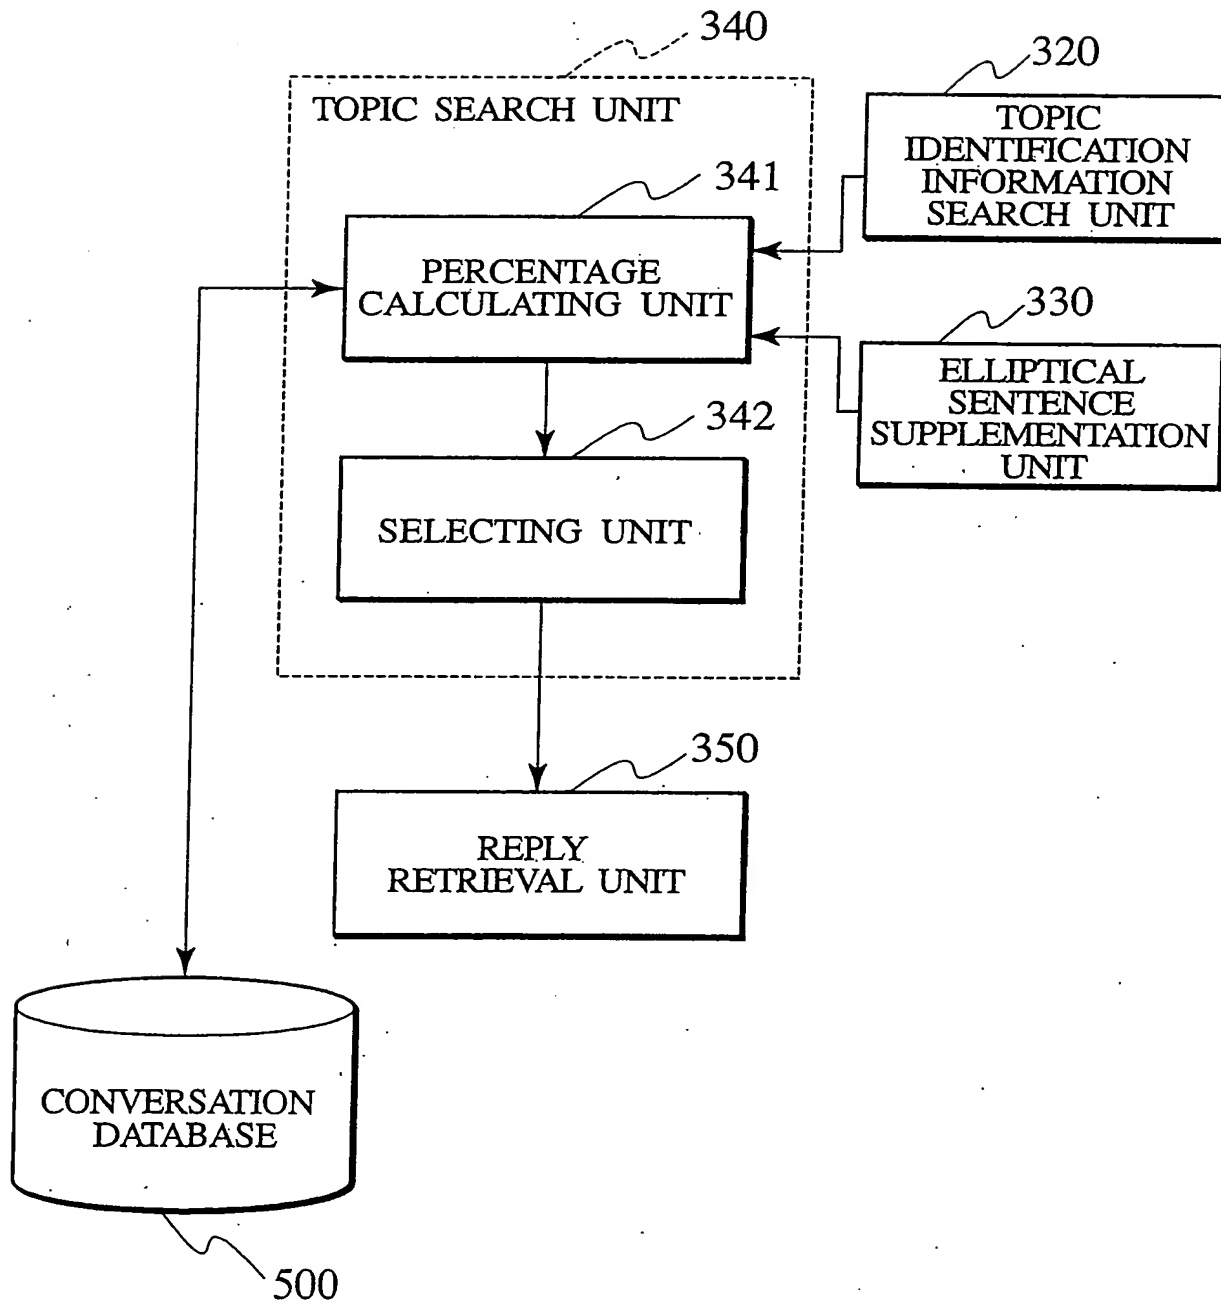 340
320
TOPIC SEARCH UNIT
TOPIC
IDENTIFICATION
INFORMATION
SEARCH UNIT
341
PERCENTAGE
CALCULATING UNIT
330
ELLIPTICAL
SENTENCE
SUPPLEMENTATION
UNIT
342
SELECTING UNIT
350
REPLY
RETRIEVAL UNIT
CONVERSATION
DATABASE
500